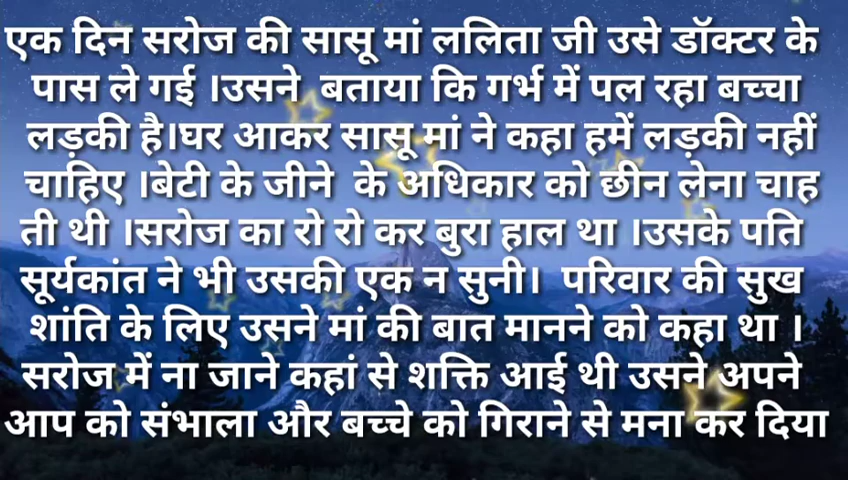 एक दिन सरोज की सासू मां ललिता जी उसे डॉक्टर के
पास ले गई ।उसने बताया कि गर्भ में पल रहा बच्चा
लड़की है।घर आकर सासू मां ने कहा हमें लड़की नहीं
चाहिए ।बेटी के जीने के अधिकार को छीन लेना चाह
ती थी ।सरोज का रो रो कर बुरा हाल था ।उसके पति
सूर्यकांत ने भी उसकी एक न सुनी। परिवार की सुख
शांति के लिए उसने मां की बात मानने को कहा था ।
सरोज में ना जाने कहां से शक्ति आई थी उसने अपने
आप को संभाला और बच्चे को गिराने से मना कर दिया